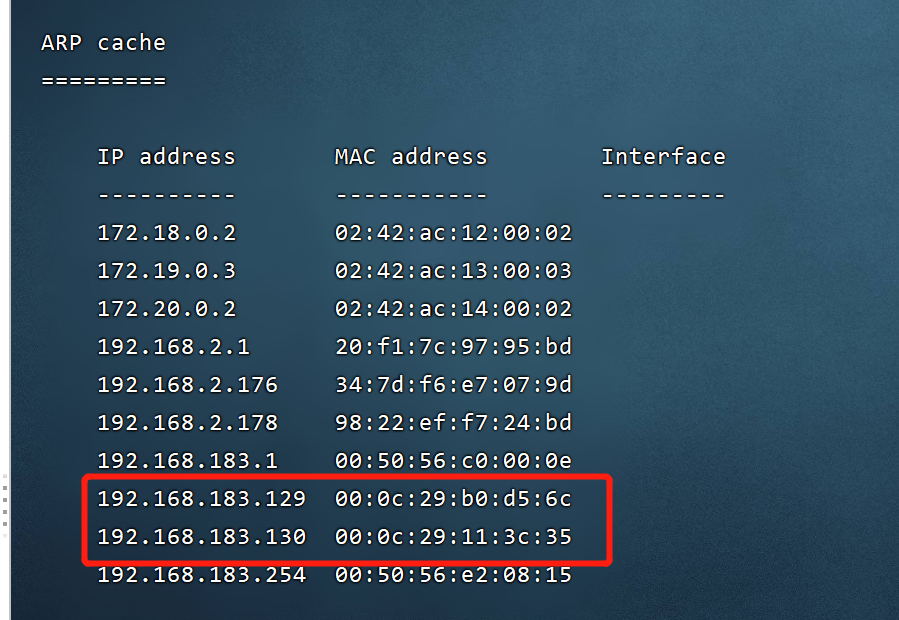 ARP cache
=========
IP address MAC address Interface
---------- ----------- ---------
172.18.0.2 02:42:ac:12:00:02
172.19.0.3 02:42:ac:13:00:03
172.20.0.2 02:42:ac:14:00:02
192.168.2.1 20:f1:7c:97:95:bd
192.168.2.176 34:7d:f6:e7:07:9d
192.168.2.178 98:22:ef:f7:24:bd
192.168.183.1 00:50:56:c0:00:0e
192.168.183.129 00:0c:29:b0:d5:6c
192.168.183.130 00:0c:29:11:3c:35
192.168.183.254 00:50:56:e2:08:15